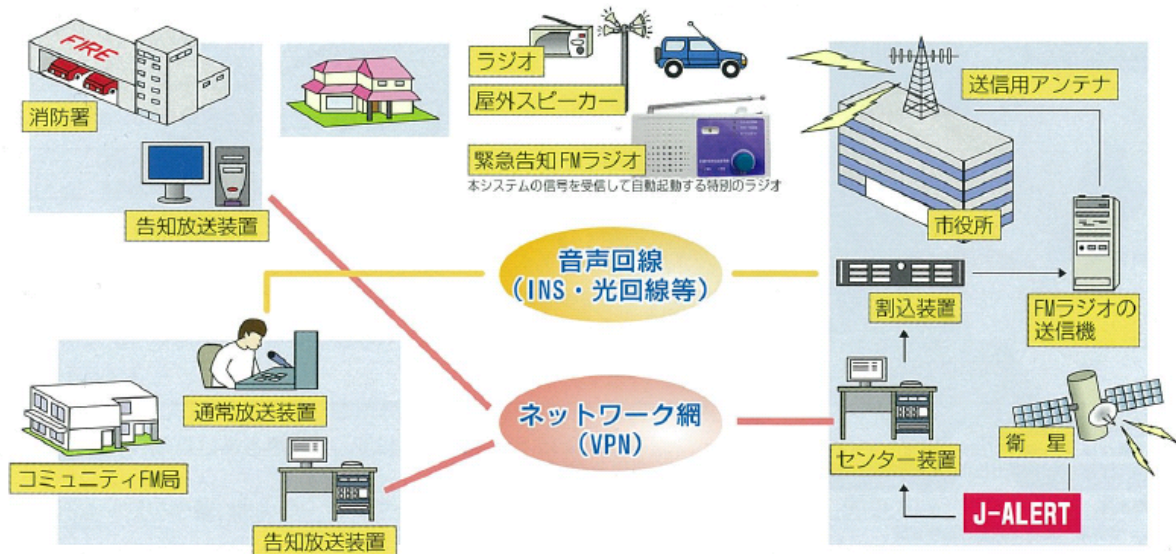 FIRE
消防署
告知放送装置
ラジオ
屋外スピーカー
緊急告知FMラジオ
本システムの信号を受信して自動起動する特別のラジオ
送信用アンテナ
市役所
音声回線
(INS・光回線等)
割込装置
FMラジオの
送信機
通常放送装置
コミュニティFM局
告知放送装置
ネットワーク網
(VPN)
センター装置
衛 星
J-ALERT